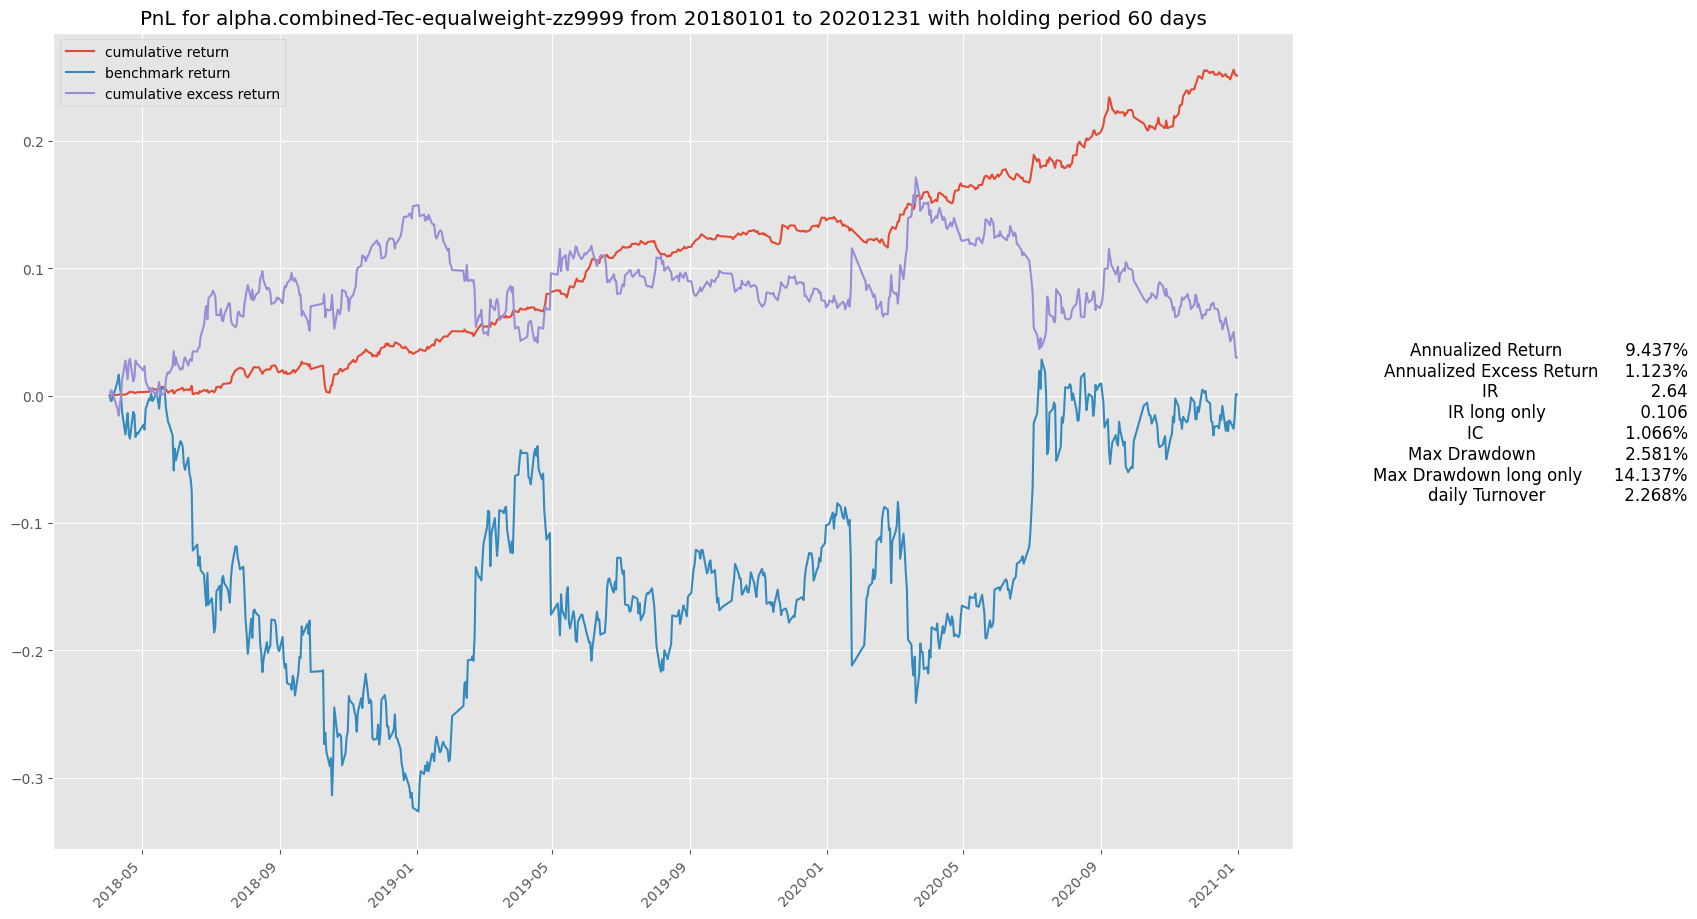 PnL for alpha.combined-Tec-equalweight-zz9999 from 20180101 to 20201231 with holding period 60 days
cumulative return
benchmark return
cumulative excess return
0.2
0.1
0.0
−0.1
−0.2
−0.3
2018-05
2018-09
2019-01
2019-05
2019-09
2020-01
2020-05
2020-09
2021-01
Annualized Return 9.437%
Annualized Excess Return 1.123%
IR 2.64
IR long only 0.106
IC 1.066%
Max Drawdown 2.581%
Max Drawdown long only 14.137%
daily Turnover 2.268%